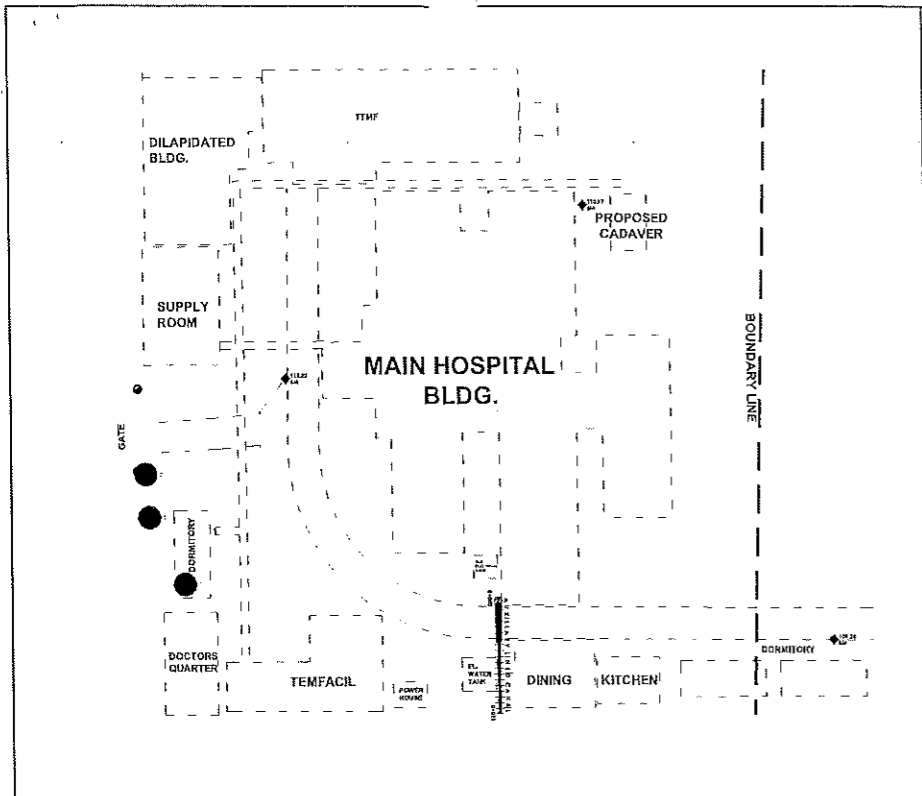 TTMF
DILAPIDATED
BLDG.
PROPOSED
CADAVER
SUPPLY
ROOM
MAIN HOSPITAL
BLDG.
BOUNDARY LINE
GATE
DORMITORY
DOCTORS
QUARTER
TEMFACIL
POWER
HOUSE
EL.
WATER
TANK
DINING
KITCHEN
DORMITORY